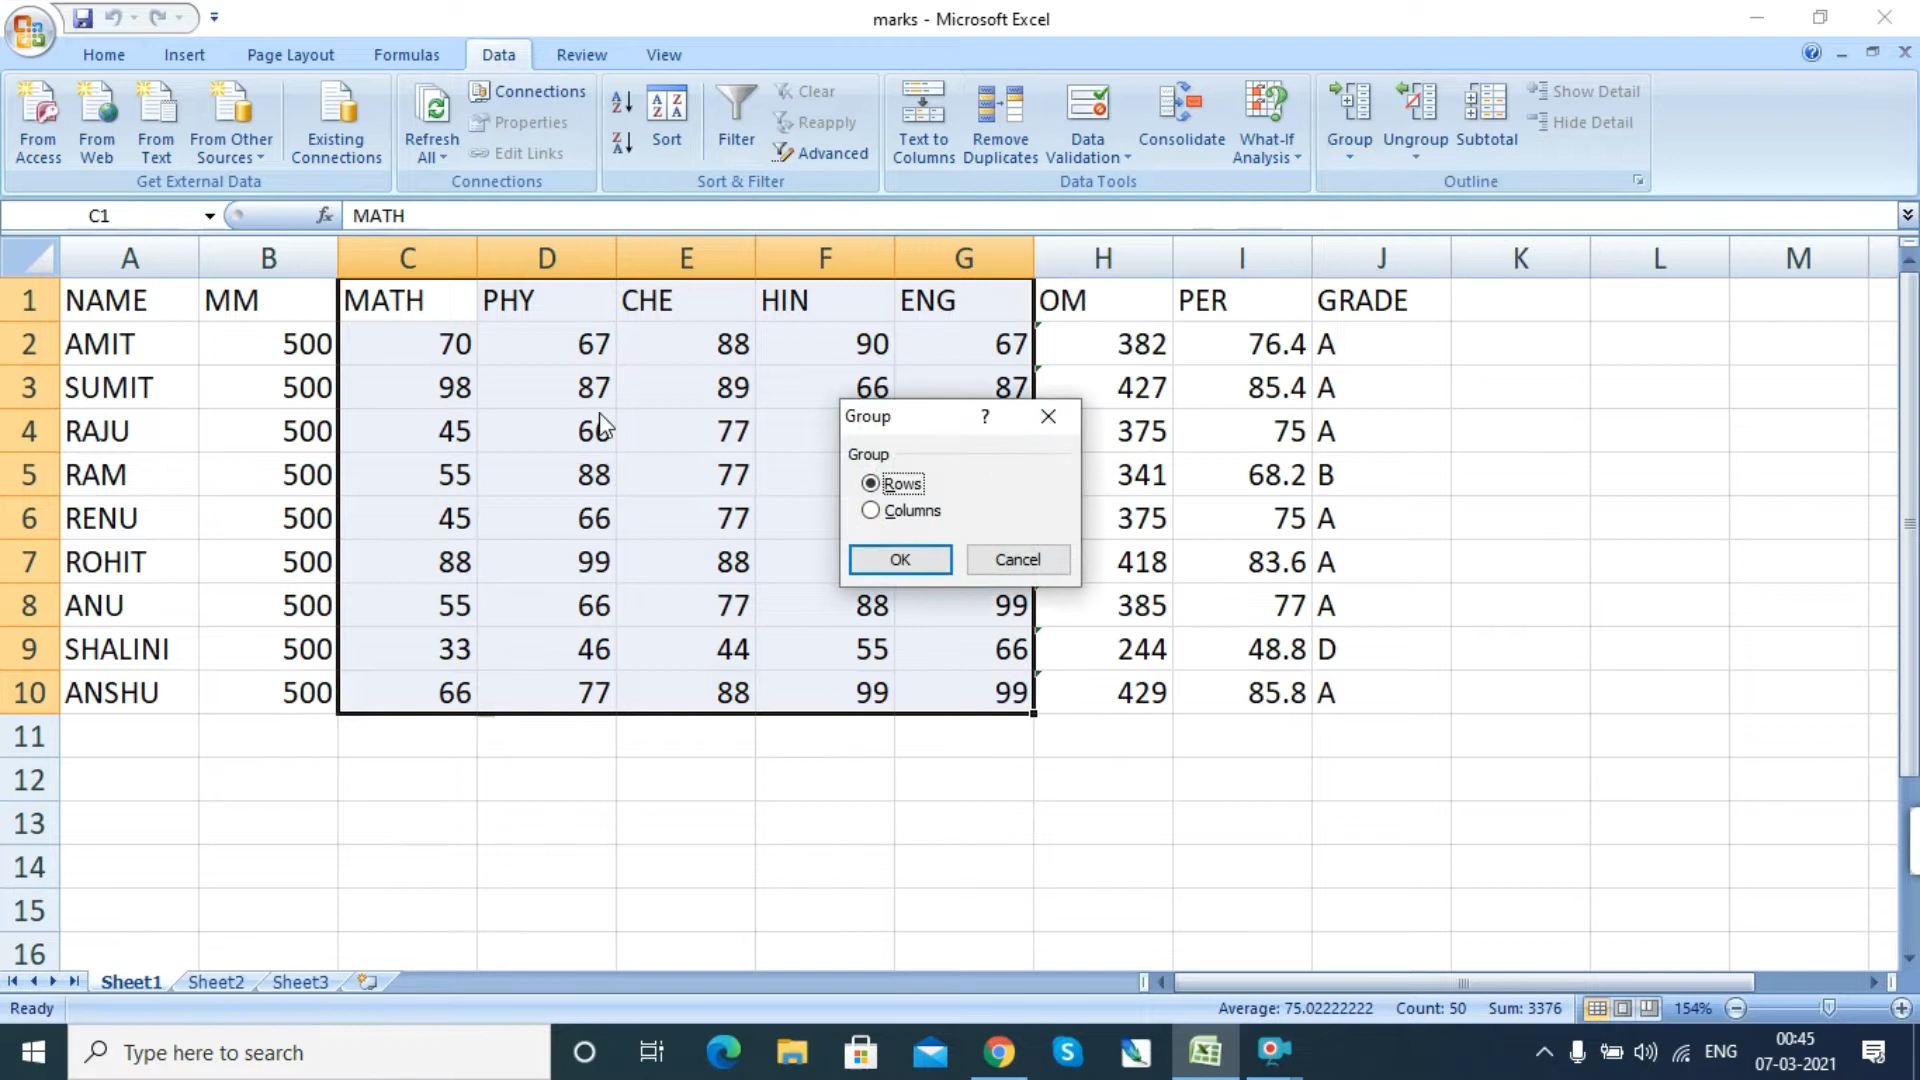 marks - Microsoft Excel
Home Insert Page Layout Formulas Data Review View
From Access
From Web
From Text
From Other Sources
Existing Connections
Get External Data
Refresh All
Connections
Properties
Edit Links
Connections
Sort
Filter
Clear
Reapply
Advanced
Sort & Filter
Text to Columns
Remove Duplicates
Data Validation
Consolidate
What-If Analysis
Data Tools
Group
Ungroup
Subtotal
Show Detail
Hide Detail
Outline
C1 fx MATH
A B C D E F G H I J K L M
1 NAME MM MATH PHY CHE HIN ENG OM PER GRADE
2 AMIT 500 70 67 88 90 67 382 76.4 A
3 SUMIT 500 98 87 89 66 87 427 85.4 A
4 RAJU 500 45 77 375 75 A
5 RAM 500 55 88 77 341 68.2 B
6 RENU 500 45 66 77 375 75 A
7 ROHIT 500 88 99 88 418 83.6 A
8 ANU 500 55 66 77 88 99 385 77 A
9 SHALINI 500 33 46 44 55 66 244 48.8 D
10 ANSHU 500 66 77 88 99 99 429 85.8 A
11
12
13
14
15
16
Group ?
Group
Rows
Columns
OK Cancel
Sheet1 Sheet2 Sheet3
Ready Average: 75.02222222 Count: 50 Sum: 3376 154%
Type here to search
ENG
00:45
07-03-2021